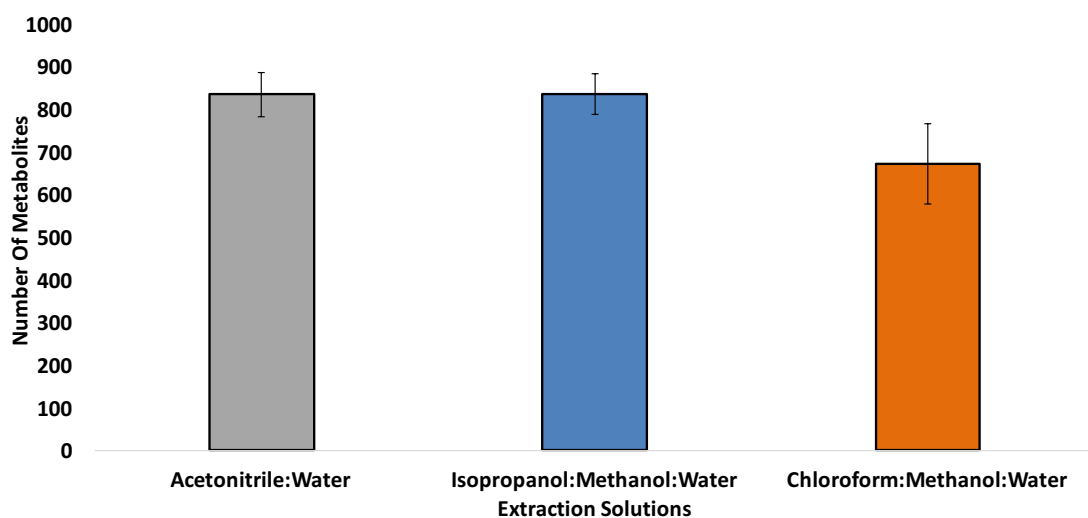 1000
900
800
700
600
500
400
300
200
100
0
Number Of Metabolites
Acetonitrile:Water
Isopropanol:Methanol:Water
Chloroform:Methanol:Water
Extraction Solutions